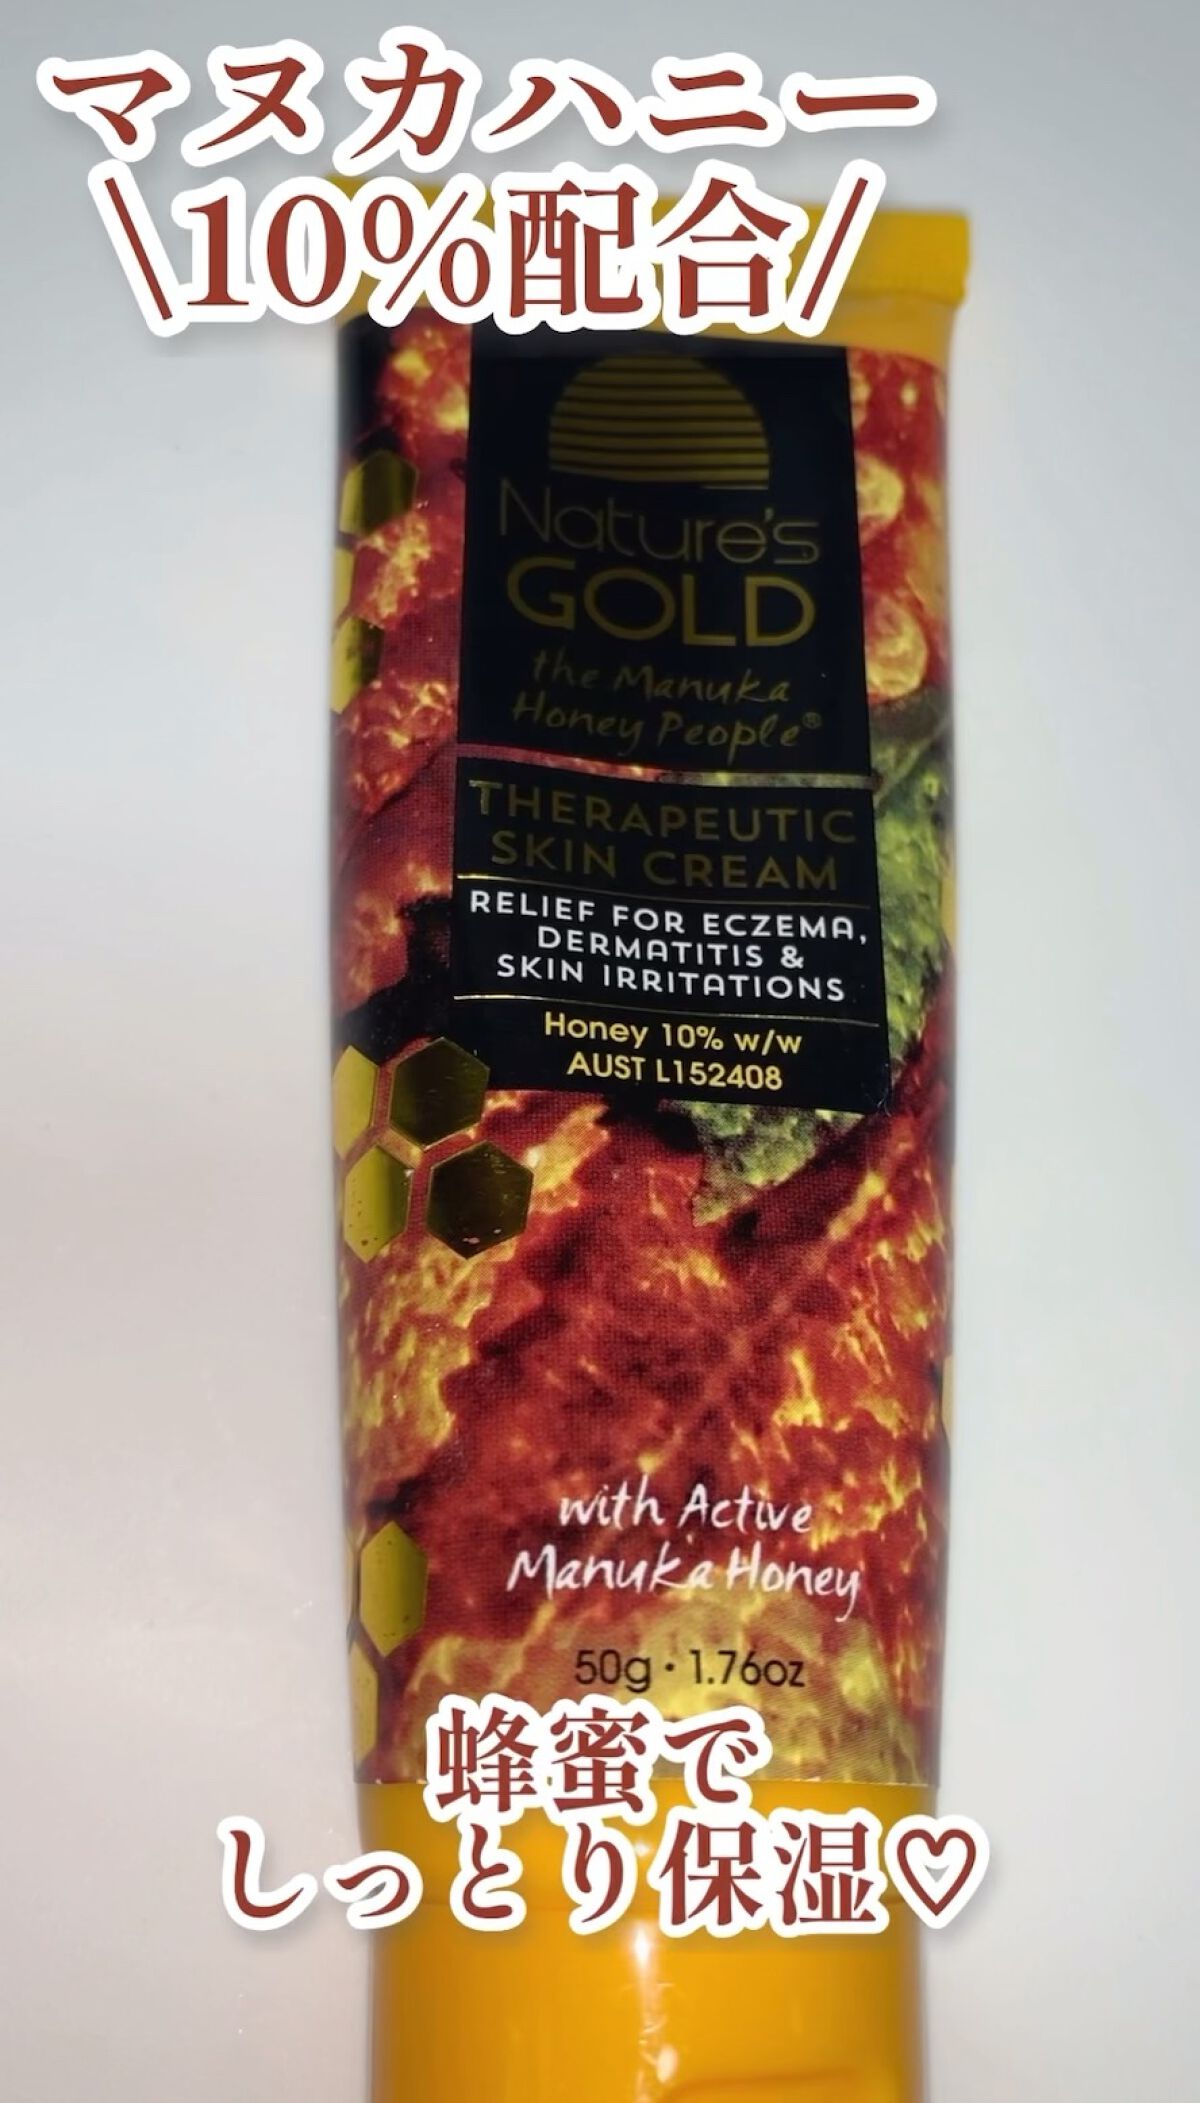 マヌカハニー
\10%配合/
Nature's
GOLD
the Manuka
Honey People®
THERAPEUTIC
SKIN CREAM
RELIEF FOR ECZEMA,
DERMATITIS &
SKIN IRRITATIONS
Honey 10% w/w
AUST L152408
with Active
Manuka Honey
50g・1.76oz
蜂蜜で
しっとり保湿♡